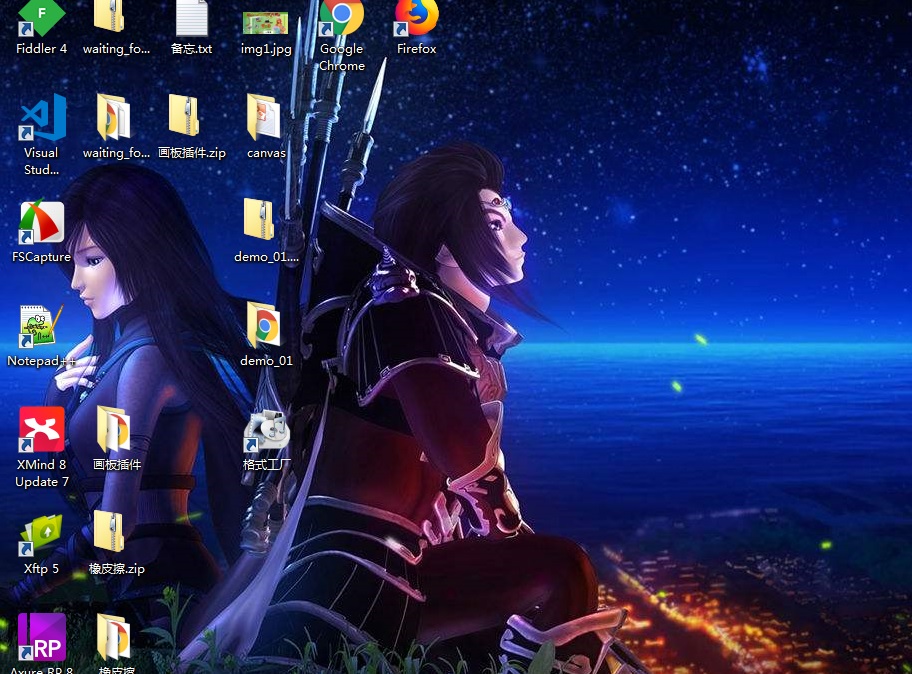 Fiddler 4
waiting_fo...
备忘.txt
img1.jpg
Google
Chrome
Firefox
Visual
Stud...
waiting_fo...
画板插件.zip
canvas
FSCapture
demo_01....
Notepad++
demo_01
XMind 8
Update 7
画板插件
格式工厂
Xftp 5
橡皮擦.zip
RP
Axure RP 8
橡皮擦